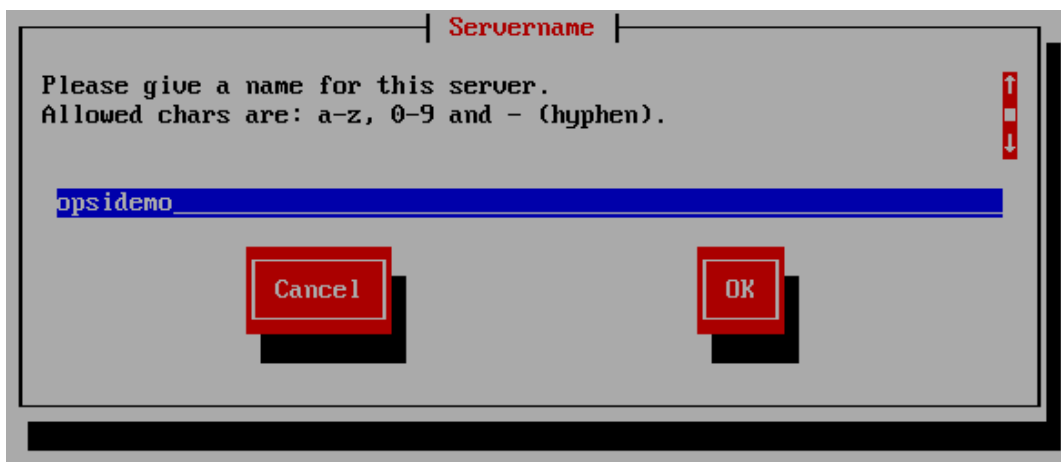 Servername
Please give a name for this server.
Allowed chars are: a-z, 0-9 and - (hyphen).
opsidemo
Cancel OK